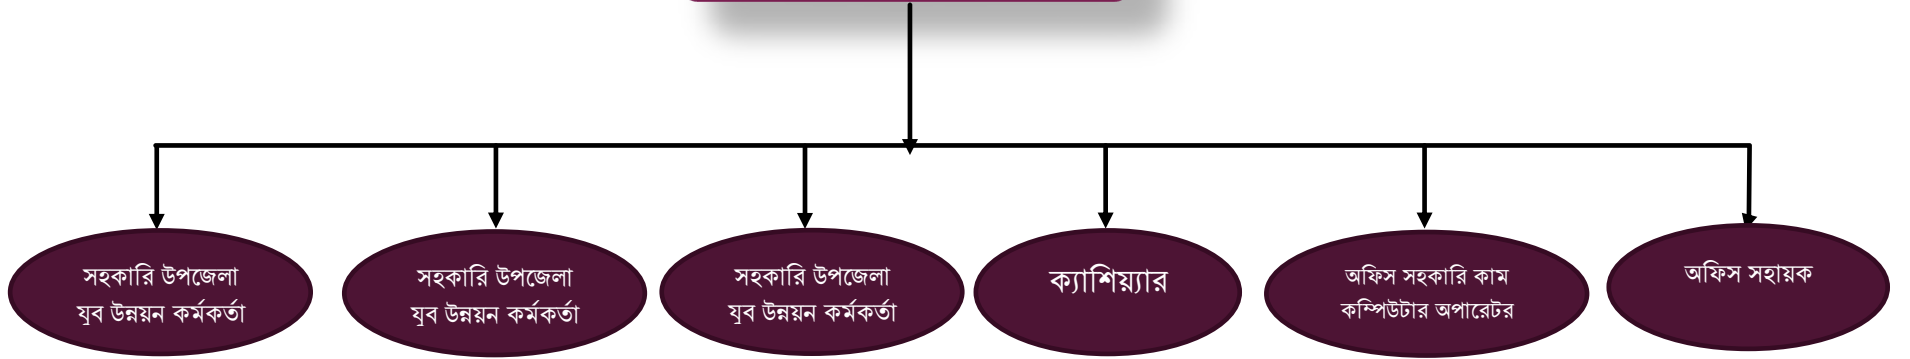 সহকারি উপজেলা
যুব উন্নয়ন কর্মকর্তা
সহকারি উপজেলা
যুব উন্নয়ন কর্মকর্তা
সহকারি উপজেলা
যুব উন্নয়ন কর্মকর্তা
ক্যাশিয়্যার
অফিস সহকারি কাম
কম্পিউটার অপারেটর
অফিস সহায়ক